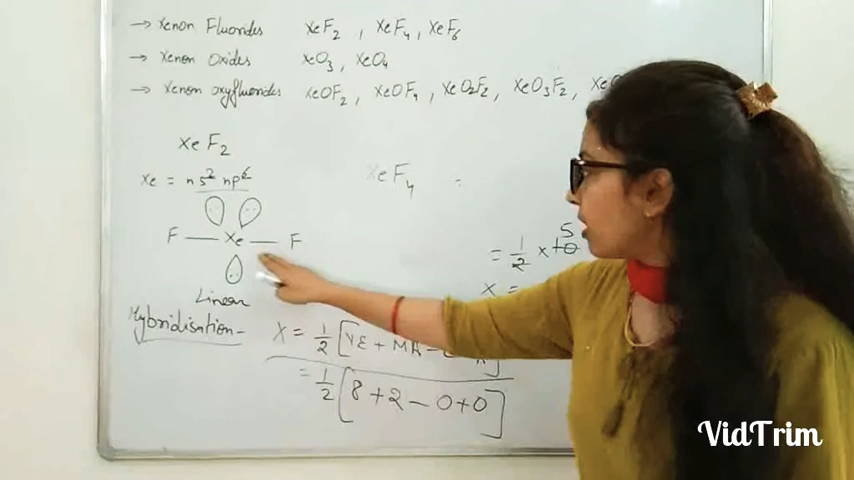 → Xenon Fluorides XeF2 , XeF4 , XeF6
→ Xenon Oxides XeO3 , XeO4
→ Xenon oxyfluorides XeOF2 , XeOF4 , XeO2F2 , XeO3F2 ,
XeF2
Xe = ns² np⁶
XeF4
F — Xe — F
= 1/2 × 10 5
X =
Linear
Hybridisation -
X = 1/2 [VE + MA -
= 1/2 [8 + 2 - 0 + 0]
VidTrim